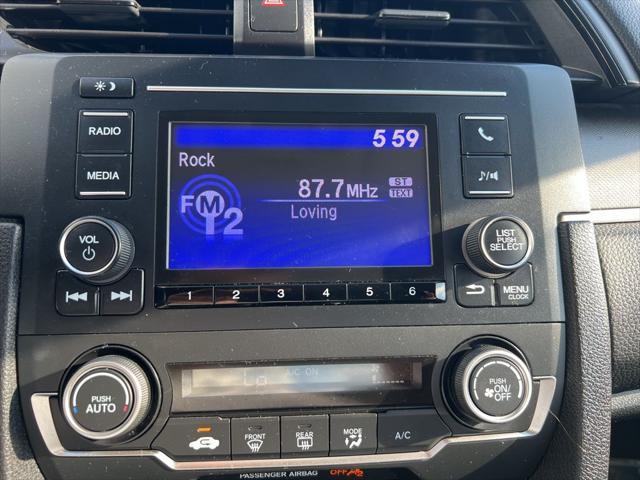 5 59
RADIO
Rock
MEDIA
87.7 MHz
ST
TEXT
FM 2
Loving
VOL
LIST
PUSH
SELECT
1 2 3 4 5 6
MENU
CLOCK
A/C ON
PUSH
AUTO
PUSH
ON/
OFF
FRONT
REAR
MODE
A/C
PASSENGER AIRBAG OFF